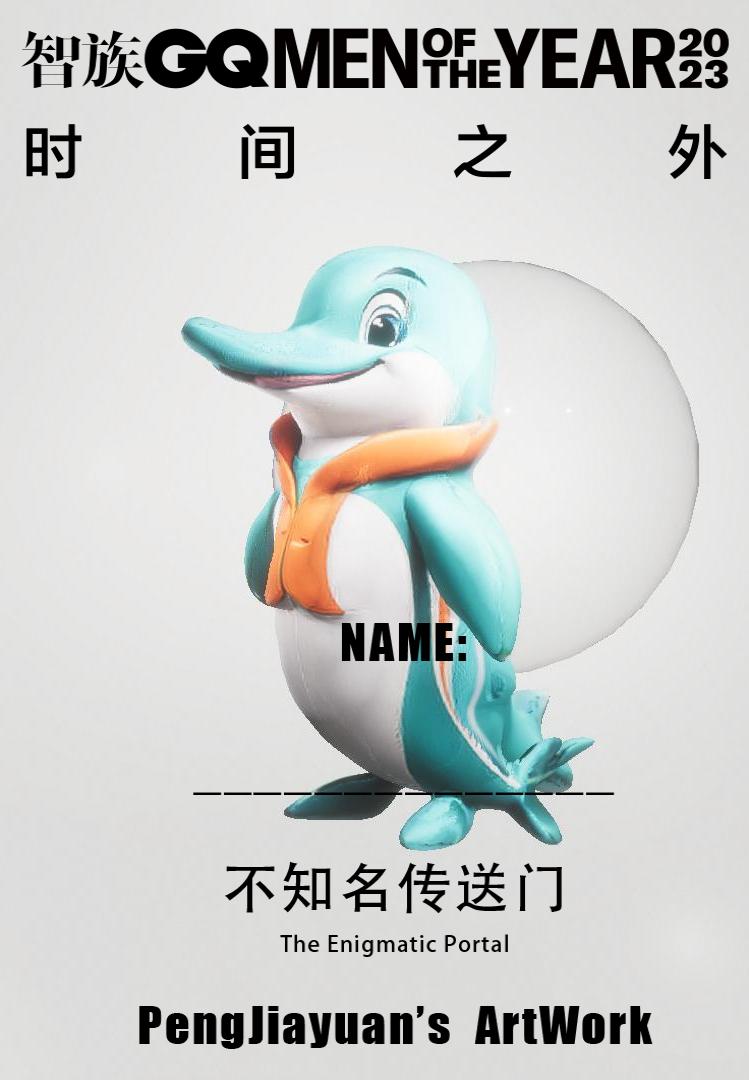 智族GQ MEN OF THE YEAR 2023
时间之外
NAME:
______________
不知名传送门
The Enigmatic Portal
PengJiayuan's ArtWork